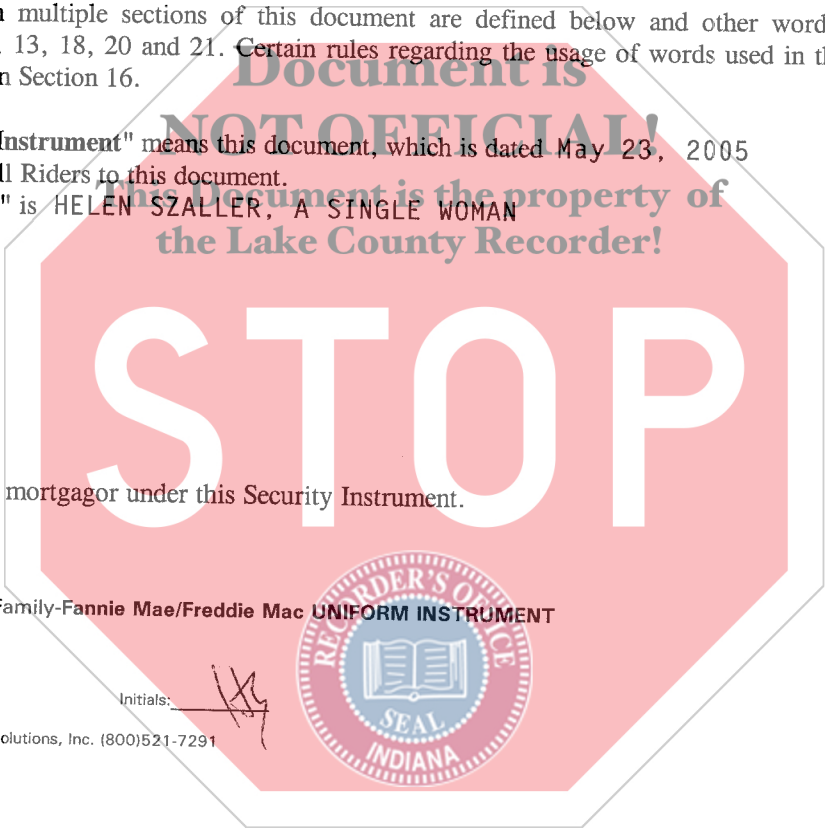 n multiple sections of this document are defined below and other word
, 13, 18, 20 and 21. Certain rules regarding the usage of words used in th
n Section 16.
Document is
NOT OFFICIAL!
Instrument" means this document, which is dated May 23, 2005
ll Riders to this document.
This Document is the property of
" is HELEN SZALLER, A SINGLE WOMAN
the Lake County Recorder!
STOP
mortgagor under this Security Instrument.
Family-Fannie Mae/Freddie Mac UNIFORM INSTRUMENT
RECORDER'S OFFICE
SEAL
INDIANA
Initials:
olutions, Inc. (800)521-7291